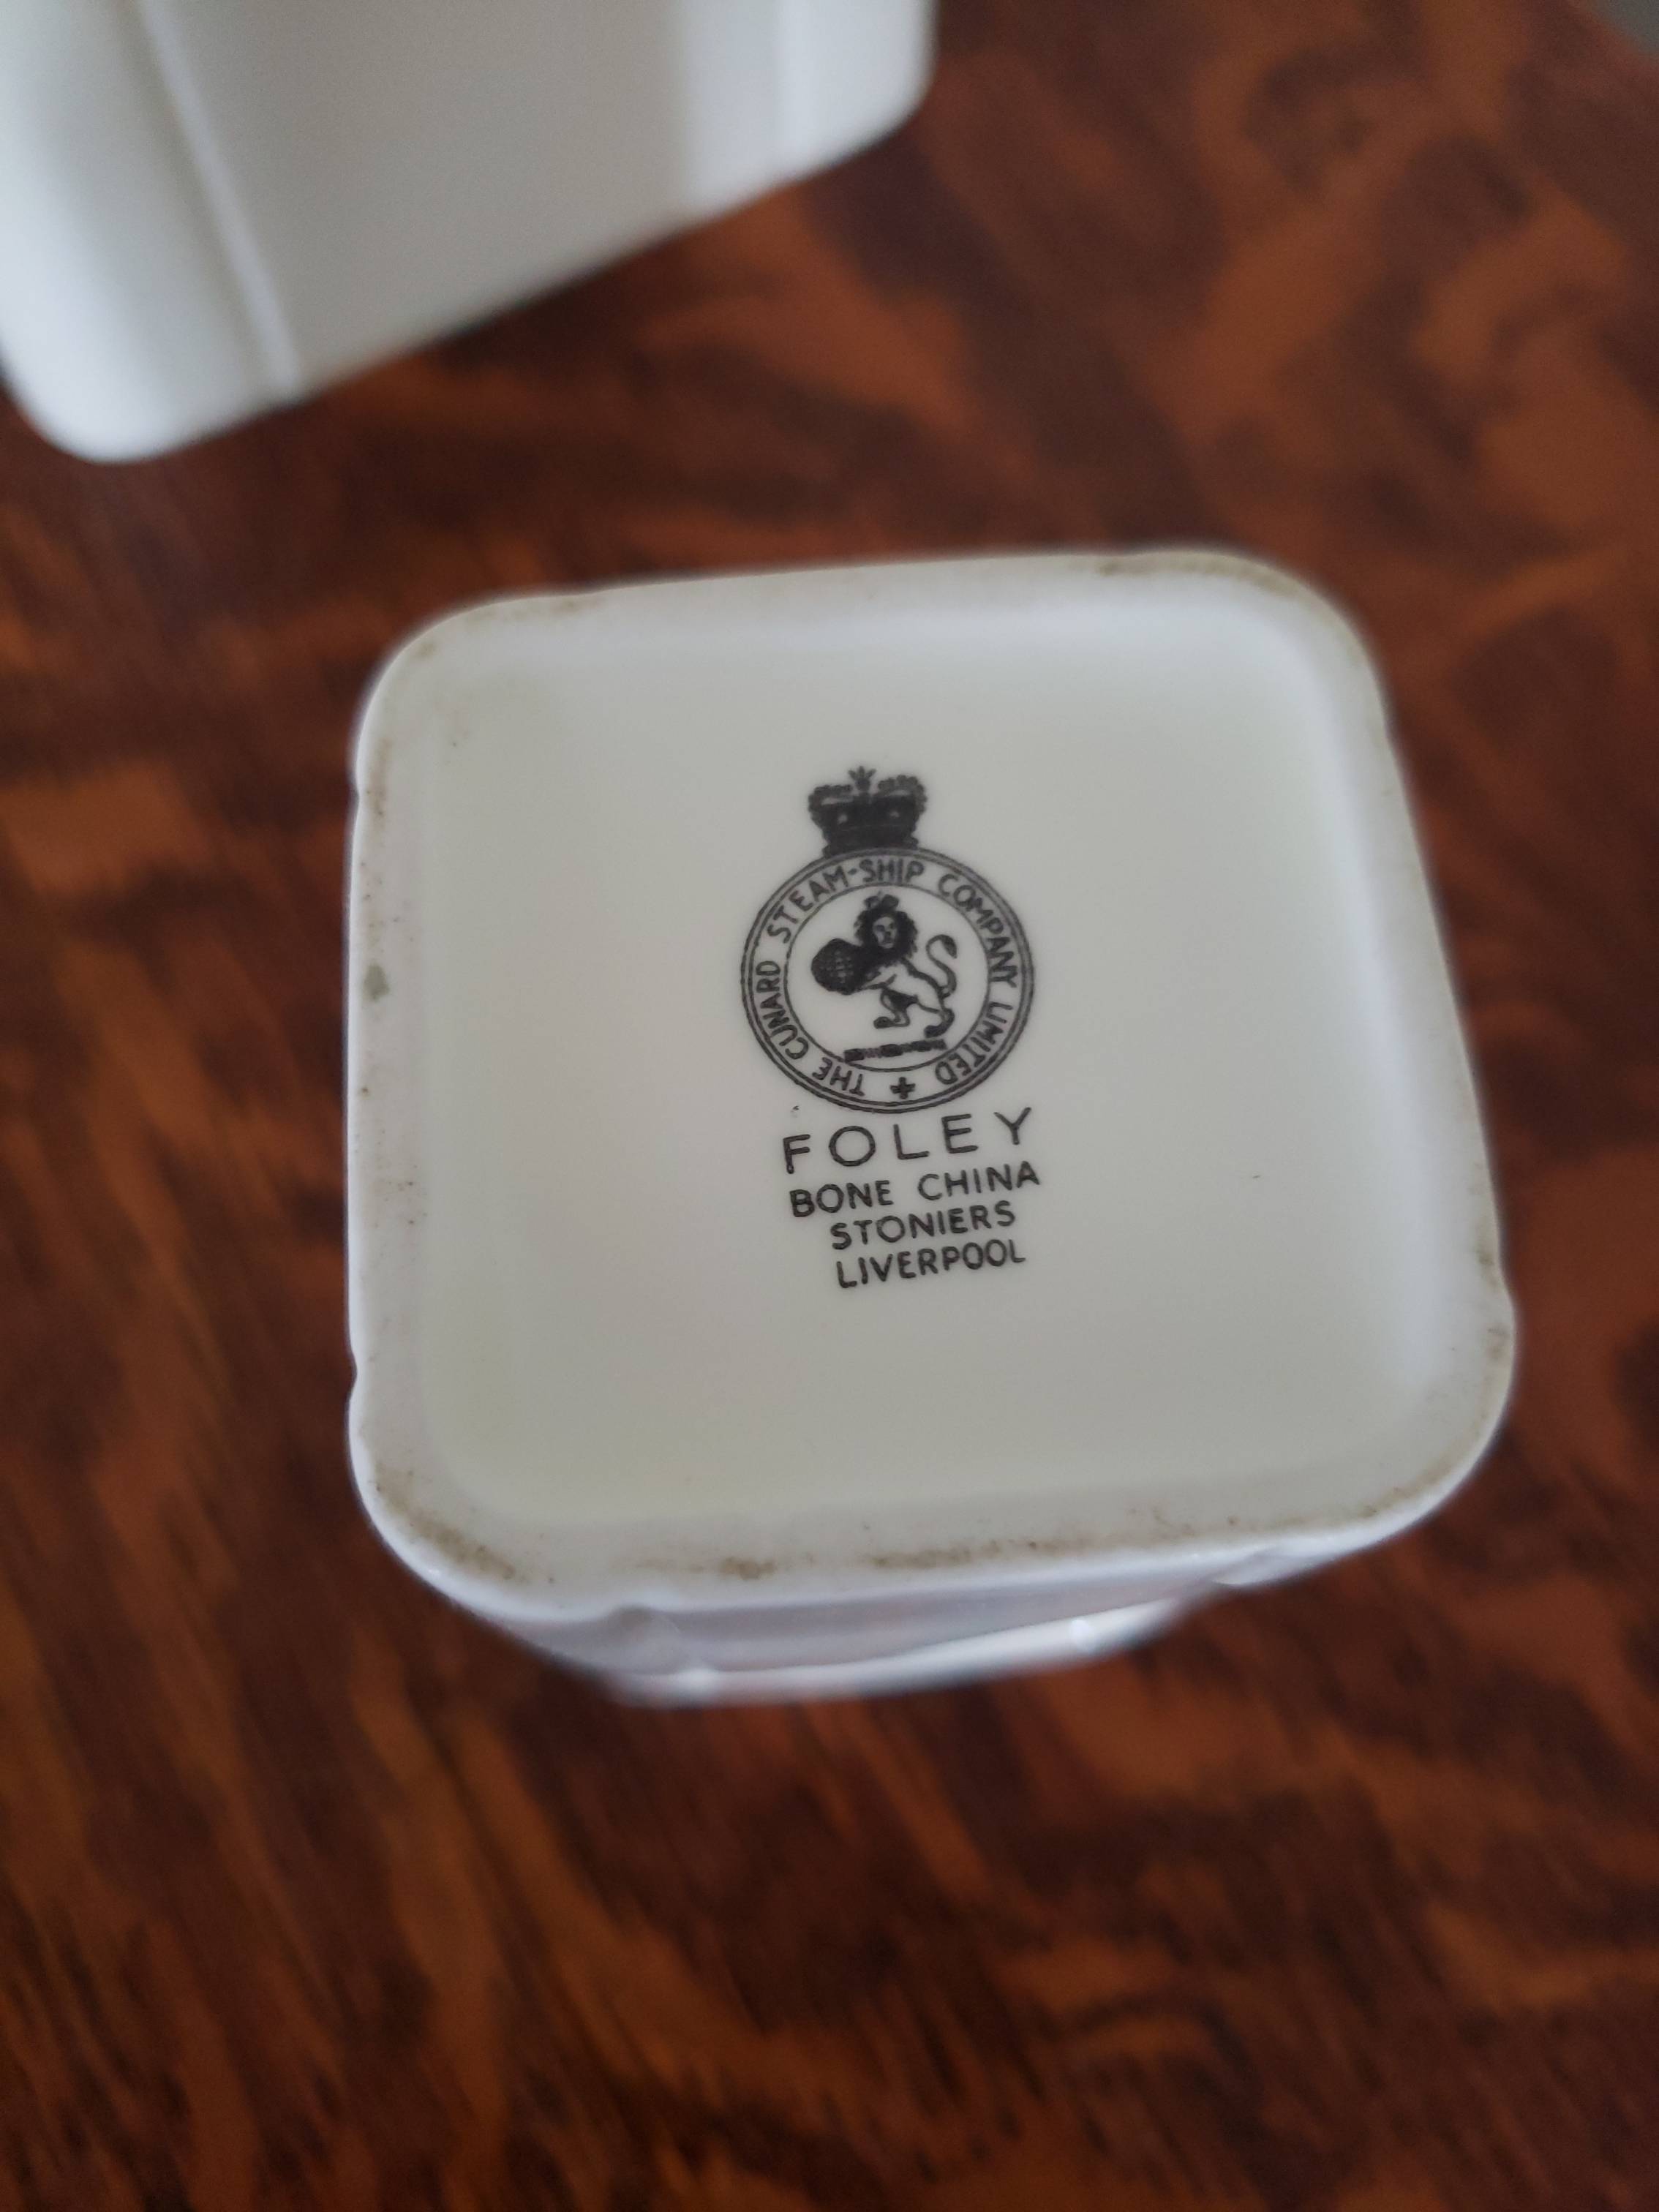 THE CUNARD STEAM-SHIP COMPANY LIMITED
FOLEY
BONE CHINA
STONIERS
LIVERPOOL